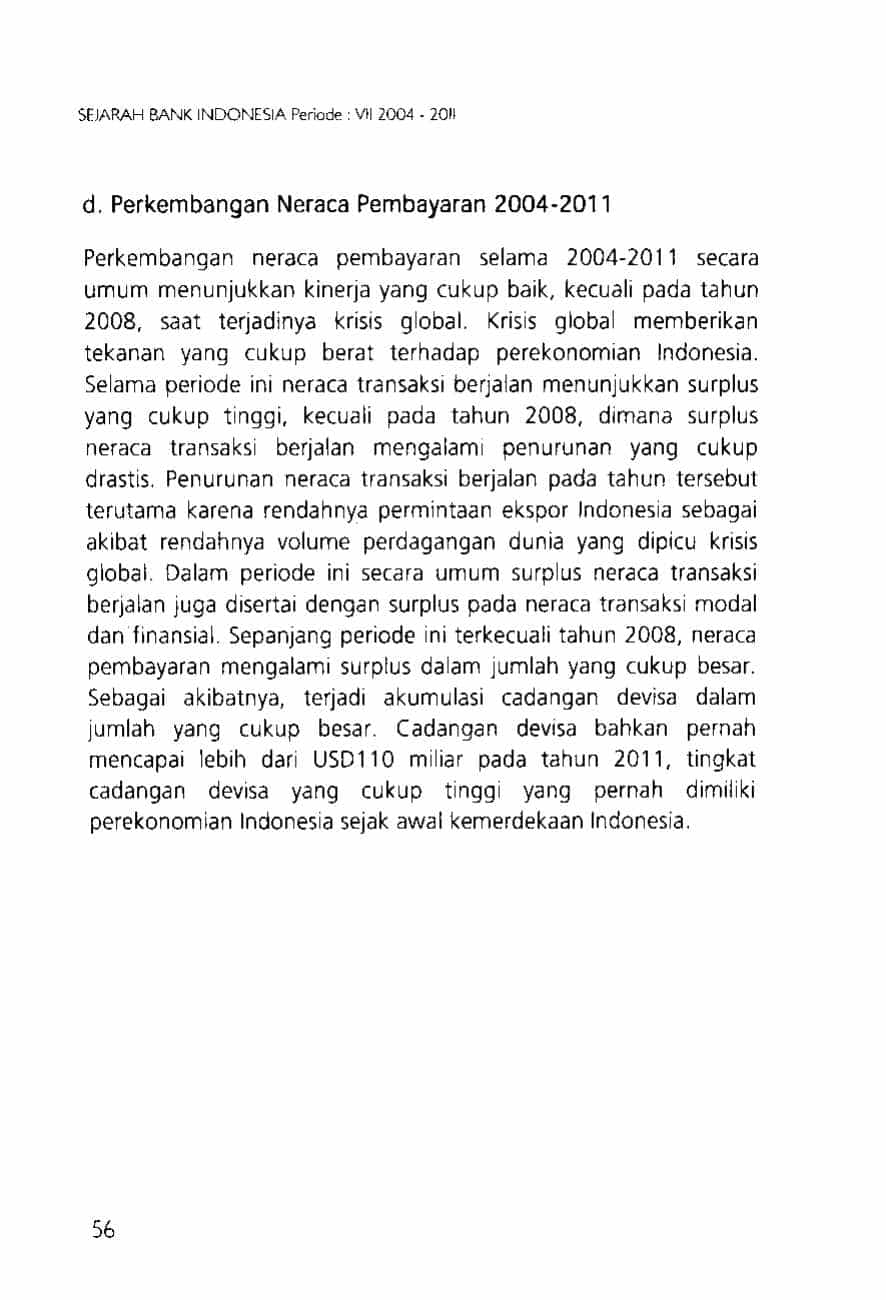 SEJARAH BANK INDONESIA Periode : VII 2004 - 2011
d. Perkembangan Neraca Pembayaran 2004-2011
Perkembangan neraca pembayaran selama 2004-2011 secara
umum menunjukkan kinerja yang cukup baik, kecuali pada tahun
2008, saat terjadinya krisis global. Krisis global memberikan
tekanan yang cukup berat terhadap perekonomian Indonesia.
Selama periode ini neraca transaksi berjalan menunjukkan surplus
yang cukup tinggi, kecuali pada tahun 2008, dimana surplus
neraca transaksi berjalan mengalami penurunan yang cukup
drastis. Penurunan neraca transaksi berjalan pada tahun tersebut
terutama karena rendahnya permintaan ekspor Indonesia sebagai
akibat rendahnya volume perdagangan dunia yang dipicu krisis
global. Dalam periode ini secara umum surplus neraca transaksi
berjalan juga disertai dengan surplus pada neraca transaksi modal
dan finansial. Sepanjang periode ini terkecuali tahun 2008, neraca
pembayaran mengalami surplus dalam jumlah yang cukup besar.
Sebagai akibatnya, terjadi akumulasi cadangan devisa dalam
jumlah yang cukup besar. Cadangan devisa bahkan pernah
mencapai lebih dari USD110 miliar pada tahun 2011, tingkat
cadangan devisa yang cukup tinggi yang pernah dimiliki
perekonomian Indonesia sejak awal kemerdekaan Indonesia.
56